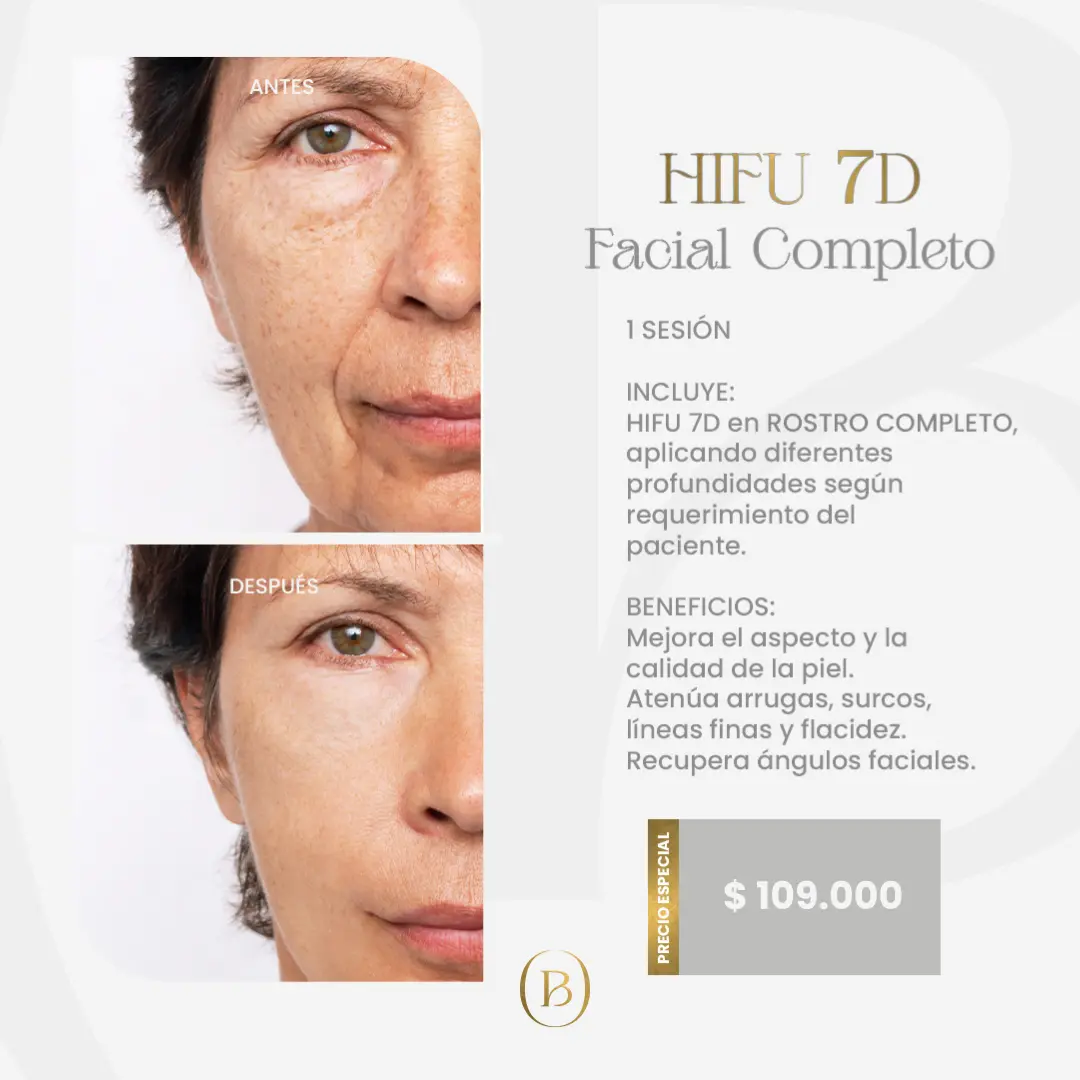 ANTES
DESPUÉS
HIFU 7D
Facial Completo
1 SESIÓN
INCLUYE:
HIFU 7D en ROSTRO COMPLETO,
aplicando diferentes
profundidades según
requerimiento del
paciente.
BENEFICIOS:
Mejora el aspecto y la
calidad de la piel.
Atenúa arrugas, surcos,
líneas finas y flacidez.
Recupera ángulos faciales.
PRECIO ESPECIAL
$ 109.000
B